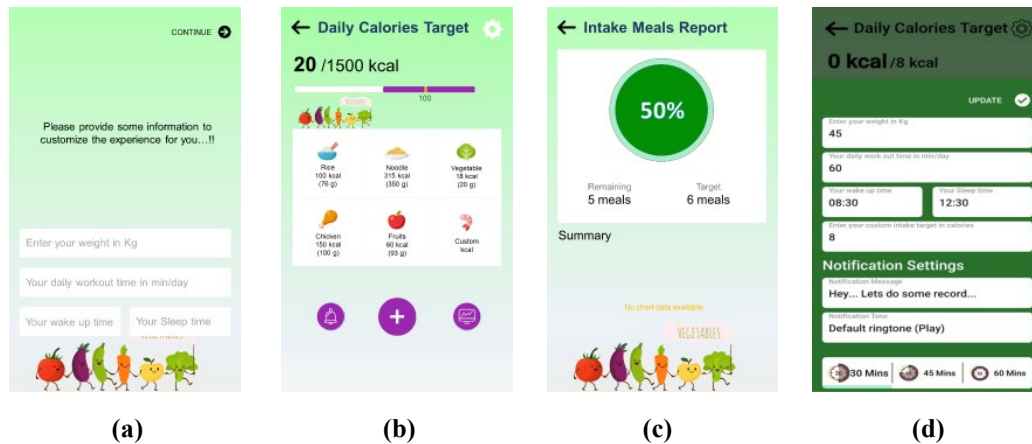 CONTINUE
Please provide some information to
customize the experience for you...!!
Enter your weight in Kg
Your daily workout time in min/day
Your wake up time
Your Sleep time
VEGETABLES
(a)
Daily Calories Target
20 /1500 kcal
100
VEGETABLES
Rice
100 kcal
(76 g)
Noodle
315 kcal
(350 g)
Vegetable
18 kcal
(20 g)
Chicken
150 kcal
(100 g)
Fruits
60 kcal
(93 g)
Custom
kcal
(b)
Intake Meals Report
50%
Remaining
5 meals
Target
6 meals
Summary
No chart data available.
VEGETABLES
(c)
Daily Calories Target
0 kcal/8 kcal
UPDATE
Enter your weight in Kg
45
Your daily work out time in min/day
60
Your wake up time
08:30
Your Sleep time
12:30
Enter your custom intake target in calories
8
Notification Settings
Notification Message
Hey... Lets do some record...
Notification Tone
Default ringtone (Play)
30 Mins
45 Mins
60 Mins
(d)